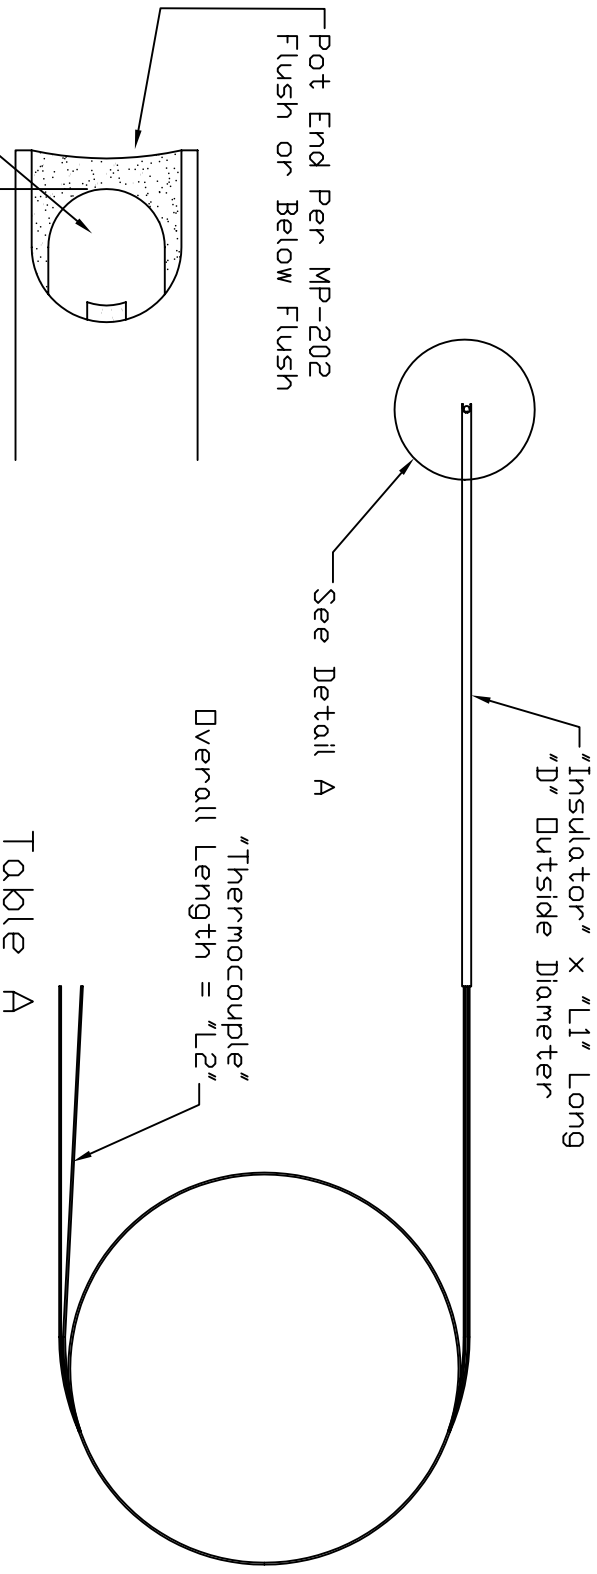 "Insulator" x "L1" Long
"D" Outside Diameter
See Detail A
Pot End Per MP-202
Flush or Below Flush
"Thermocouple"
Overall Length = "L2"
Table A